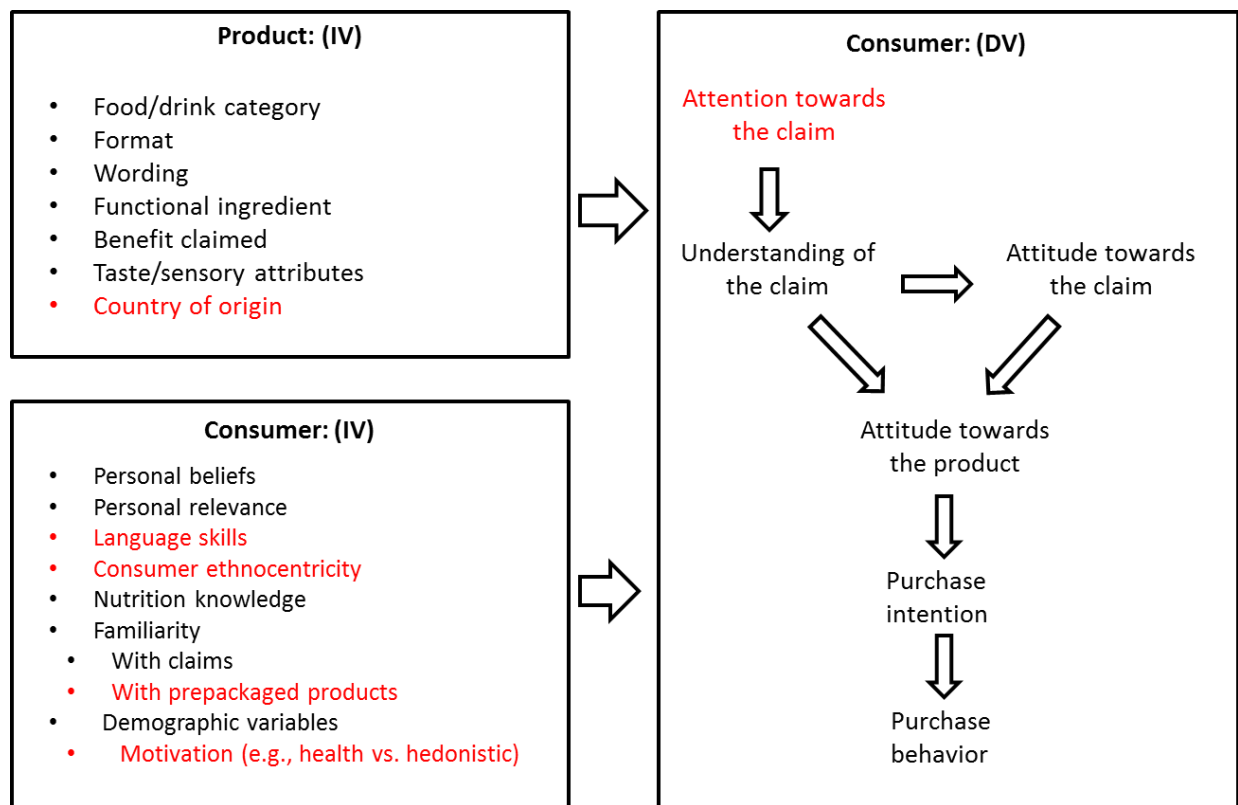 Product: (IV)
• Food/drink category
• Format
• Wording
• Functional ingredient
• Benefit claimed
• Taste/sensory attributes
• Country of origin
Consumer: (IV)
• Personal beliefs
• Personal relevance
• Language skills
• Consumer ethnocentricity
• Nutrition knowledge
• Familiarity
• With claims
• With prepackaged products
• Demographic variables
• Motivation (e.g., health vs. hedonistic)
Consumer: (DV)
Attention towards
the claim
Understanding of
the claim
Attitude towards
the claim
Attitude towards
the product
Purchase
intention
Purchase
behavior